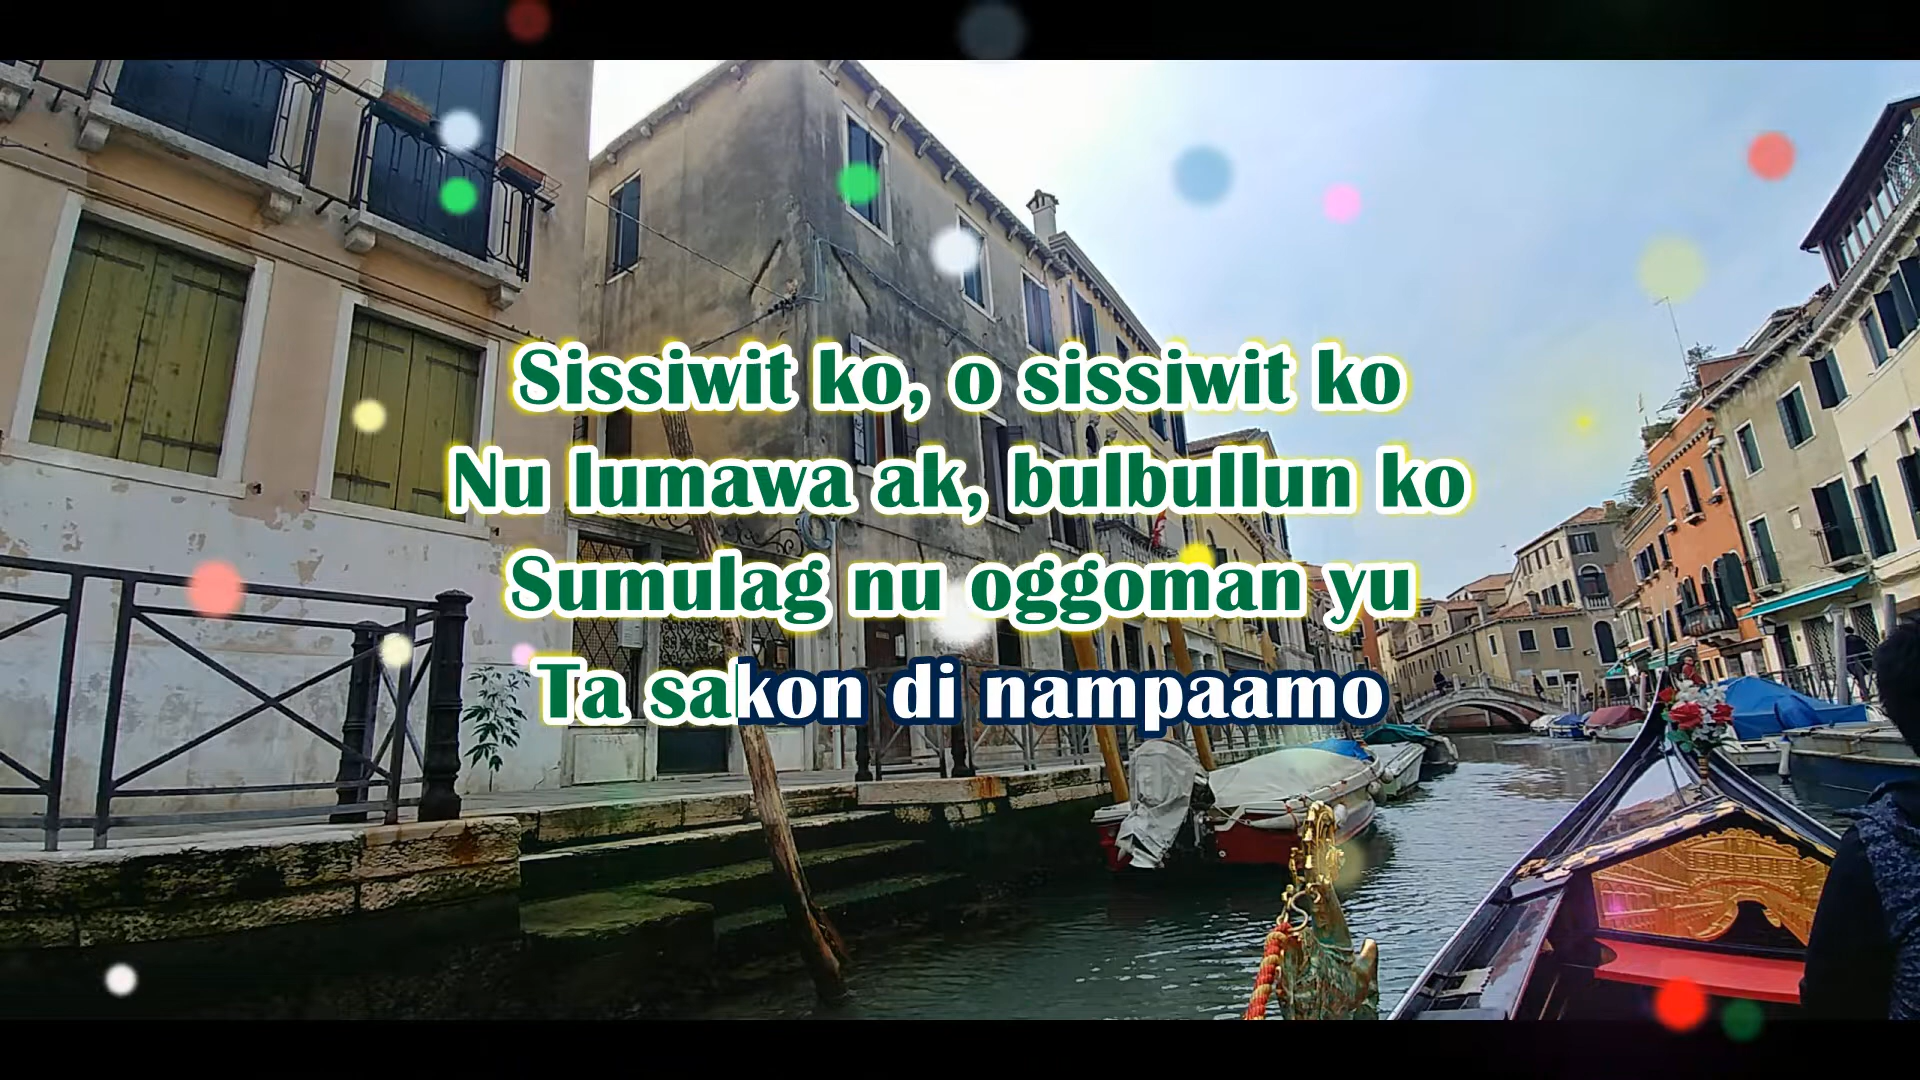 Sissiwit ko, o sissiwit ko
Nu lumawa ak, bulbullun ko
Sumulag nu oggoman yu
Ta sakon di nampaamo